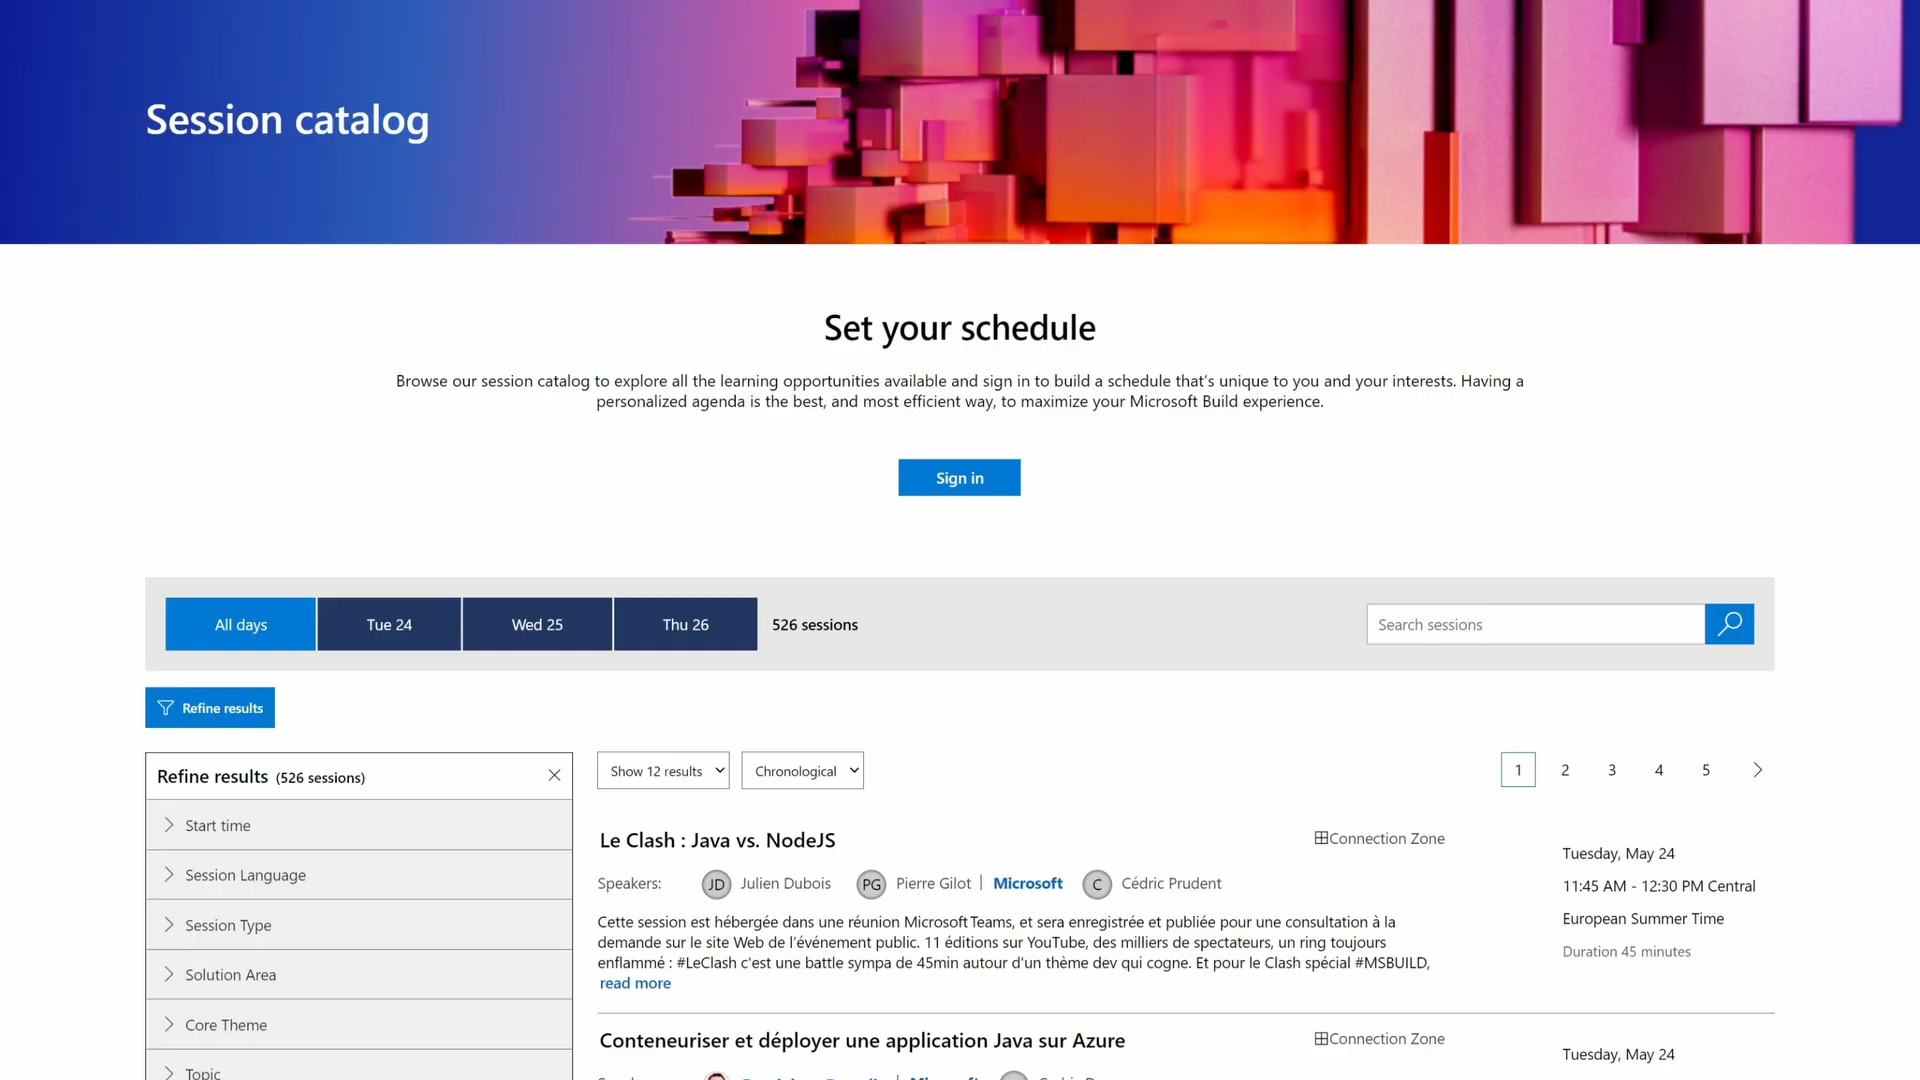 Session catalog
Set your schedule
Browse our session catalog to explore all the learning opportunities available and sign in to build a schedule that's unique to you and your interests. Having a
personalized agenda is the best, and most efficient way, to maximize your Microsoft Build experience.
Sign in
All days
Tue 24
Wed 25
Thu 26
526 sessions
Search sessions
Refine results
Refine results (526 sessions)
Start time
Session Language
Session Type
Solution Area
Core Theme
Topic
Show 12 results
Chronological
1 2 3 4 5
Le Clash : Java vs. NodeJS
Connection Zone
Speakers: JD Julien Dubois PG Pierre Gilot | Microsoft C Cédric Prudent
Cette session est hébergée dans une réunion Microsoft Teams, et sera enregistrée et publiée pour une consultation à la
demande sur le site Web de l'événement public. 11 éditions sur YouTube, des milliers de spectateurs, un ring toujours
enflammé : #LeClash c'est une battle sympa de 45min autour d'un thème dev qui cogne. Et pour le Clash spécial #MSBUILD,
read more
Tuesday, May 24
11:45 AM - 12:30 PM Central
European Summer Time
Duration 45 minutes
Conteneuriser et déployer une application Java sur Azure
Connection Zone
Tuesday, May 24